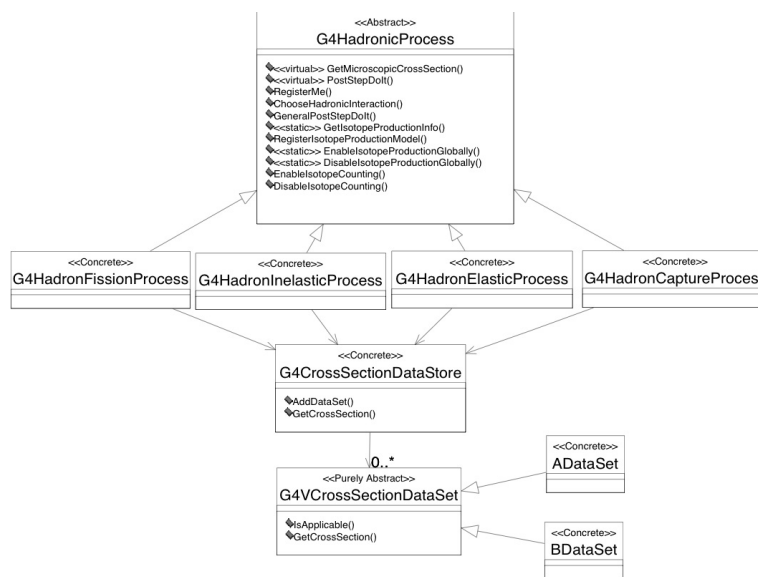 <<Abstract>>
G4HadronicProcess
<<virtual>> GetMicroscopicCrossSection()
<<virtual>> PostStepDoIt()
RegisterMe()
ChooseHadronicInteraction()
GeneralPostStepDoIt()
<<static>> GetIsotopeProductionInfo()
RegisterIsotopeProductionModel()
<<static>> EnableIsotopeProductionGlobally()
<<static>> DisableIsotopeProductionGlobally()
EnableIsotopeCounting()
DisableIsotopeCounting()
<<Concrete>>
G4HadronFissionProcess
<<Concrete>>
G4HadronInelasticProcess
<<Concrete>>
G4HadronElasticProcess
<<Concrete>>
G4HadronCaptureProcess
<<Concrete>>
G4CrossSectionDataStore
AddDataSet()
GetCrossSection()
0..*
<<Purely Abstract>>
G4VCrossSectionDataSet
IsApplicable()
GetCrossSection()
<<Concrete>>
ADataSet
<<Concrete>>
BDataSet